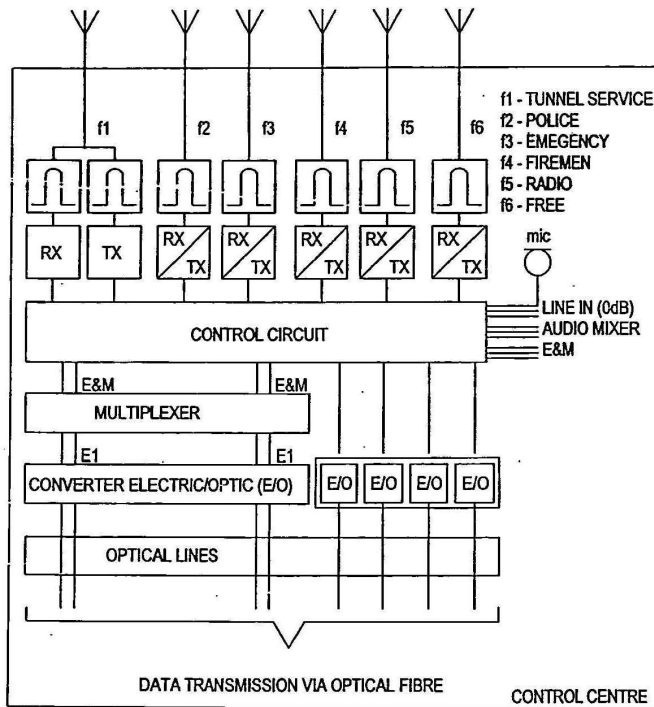 f1 f2 f3 f4 f5 f6
f1 - TUNNEL SERVICE
f2 - POLICE
f3 - EMEGENCY
f4 - FIREMEN
f5 - RADIO
f6 - FREE
mic
RX TX RX TX RX TX RX TX RX TX RX TX
LINE IN (0dB)
AUDIO MIXER
E&M
CONTROL CIRCUIT
E&M E&M
MULTIPLEXER
E1 E1
CONVERTER ELECTRIC/OPTIC (E/O) E/O E/O E/O E/O
OPTICAL LINES
DATA TRANSMISSION VIA OPTICAL FIBRE
CONTROL CENTRE